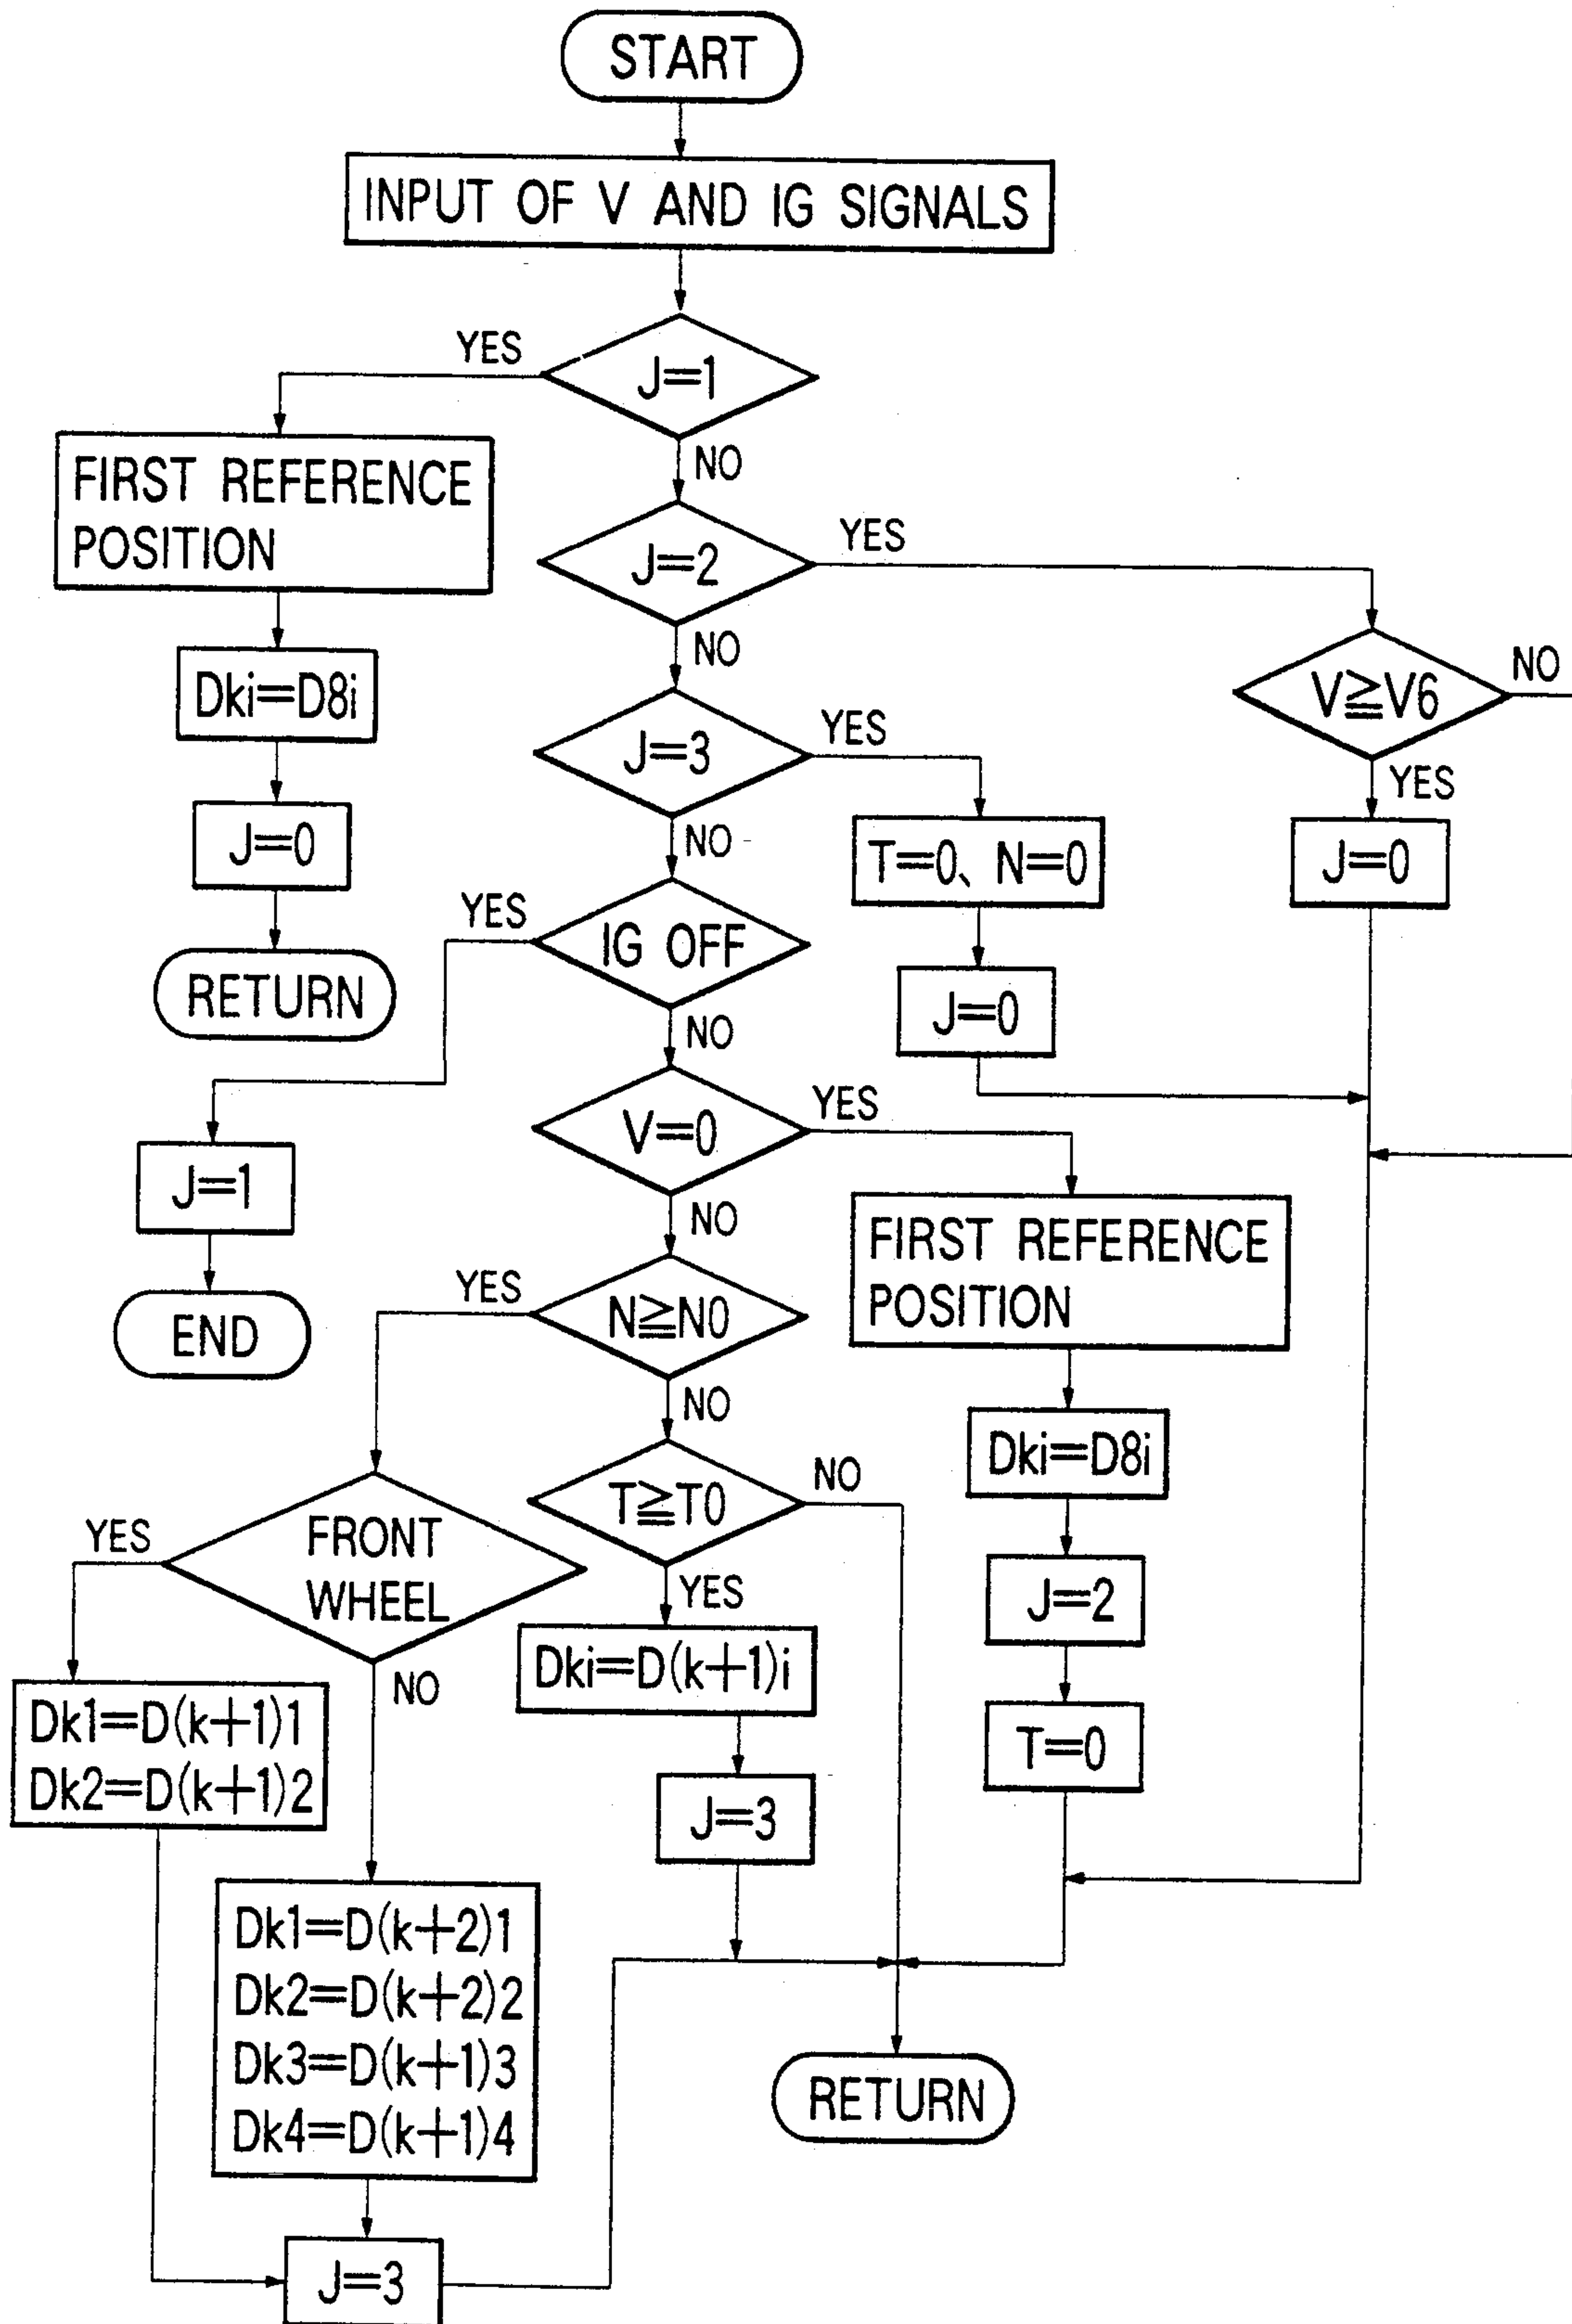 START
INPUT OF V AND IG SIGNALS
YES
J=1
NO
FIRST REFERENCE
POSITION
J=2
YES
NO
Dki=D8i
V≧V6
NO
YES
J=3
YES
NO
J=0
T=0、N=0
J=0
YES
IG OFF
NO
RETURN
J=0
V=0
YES
NO
J=1
FIRST REFERENCE
POSITION
END
YES
N≧N0
NO
Dki=D8i
T≧T0
NO
YES
YES
FRONT
WHEEL
NO
J=2
Dki=D(k+1)i
Dk1=D(k+1)1
Dk2=D(k+1)2
T=0
J=3
Dk1=D(k+2)1
Dk2=D(k+2)2
Dk3=D(k+1)3
Dk4=D(k+1)4
RETURN
J=3